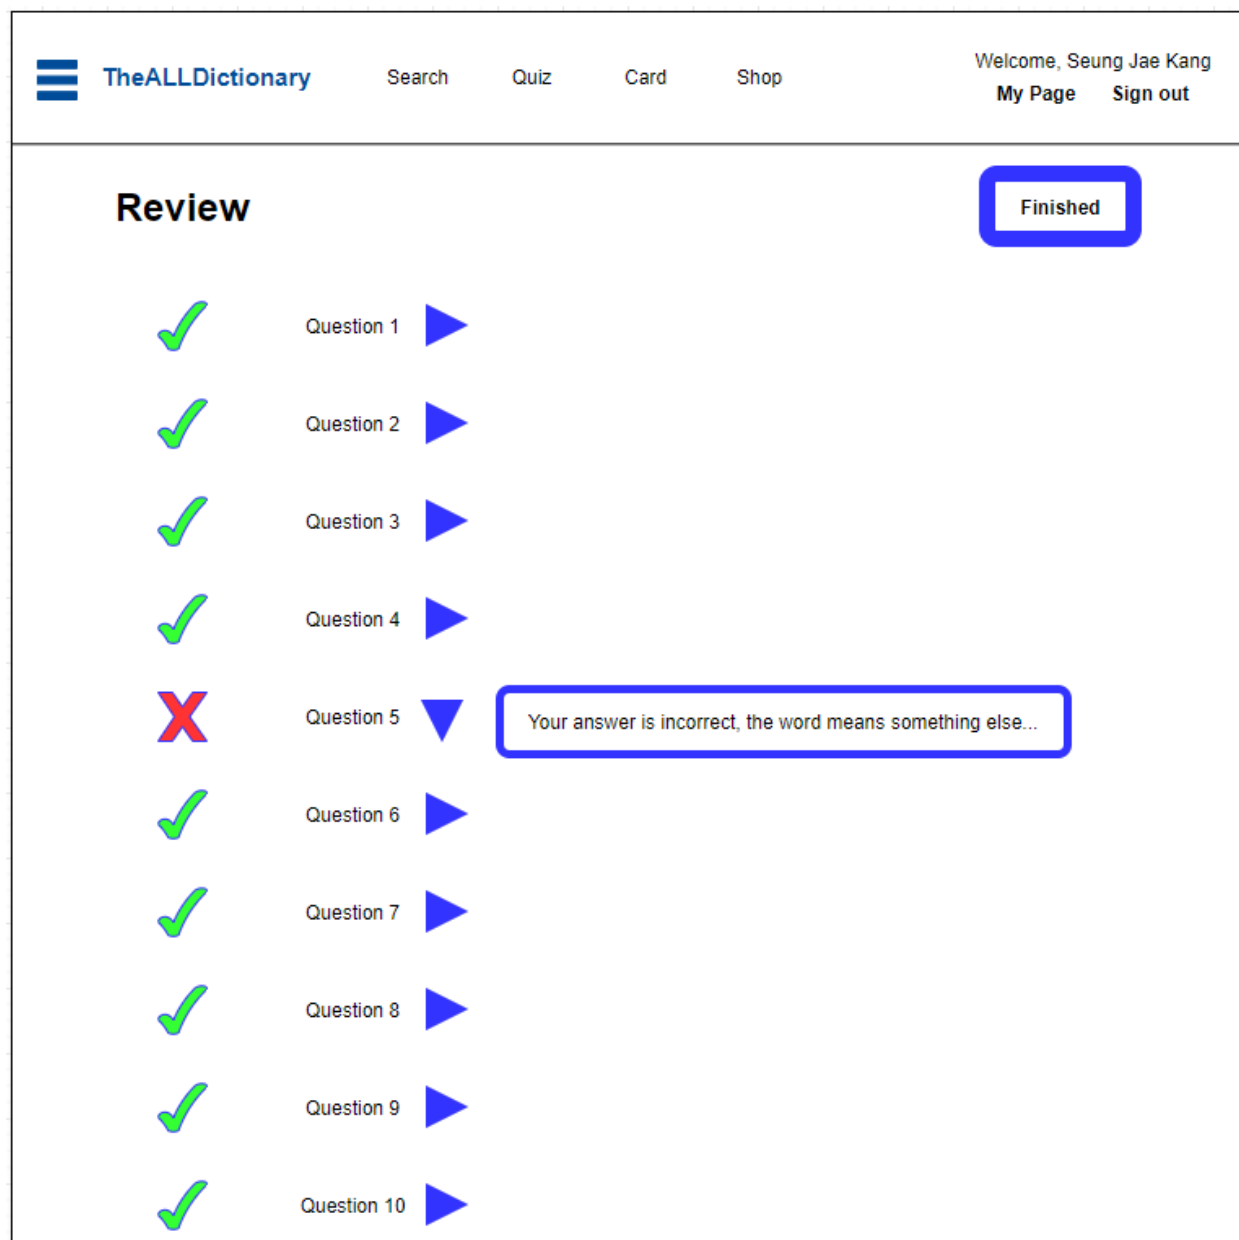 TheALLDictionary
Search
Quiz
Card
Shop
Welcome, Seung Jae Kang
My Page
Sign out
Review
Finished
Question 1
Question 2
Question 3
Question 4
Question 5
Your answer is incorrect, the word means something else...
Question 6
Question 7
Question 8
Question 9
Question 10